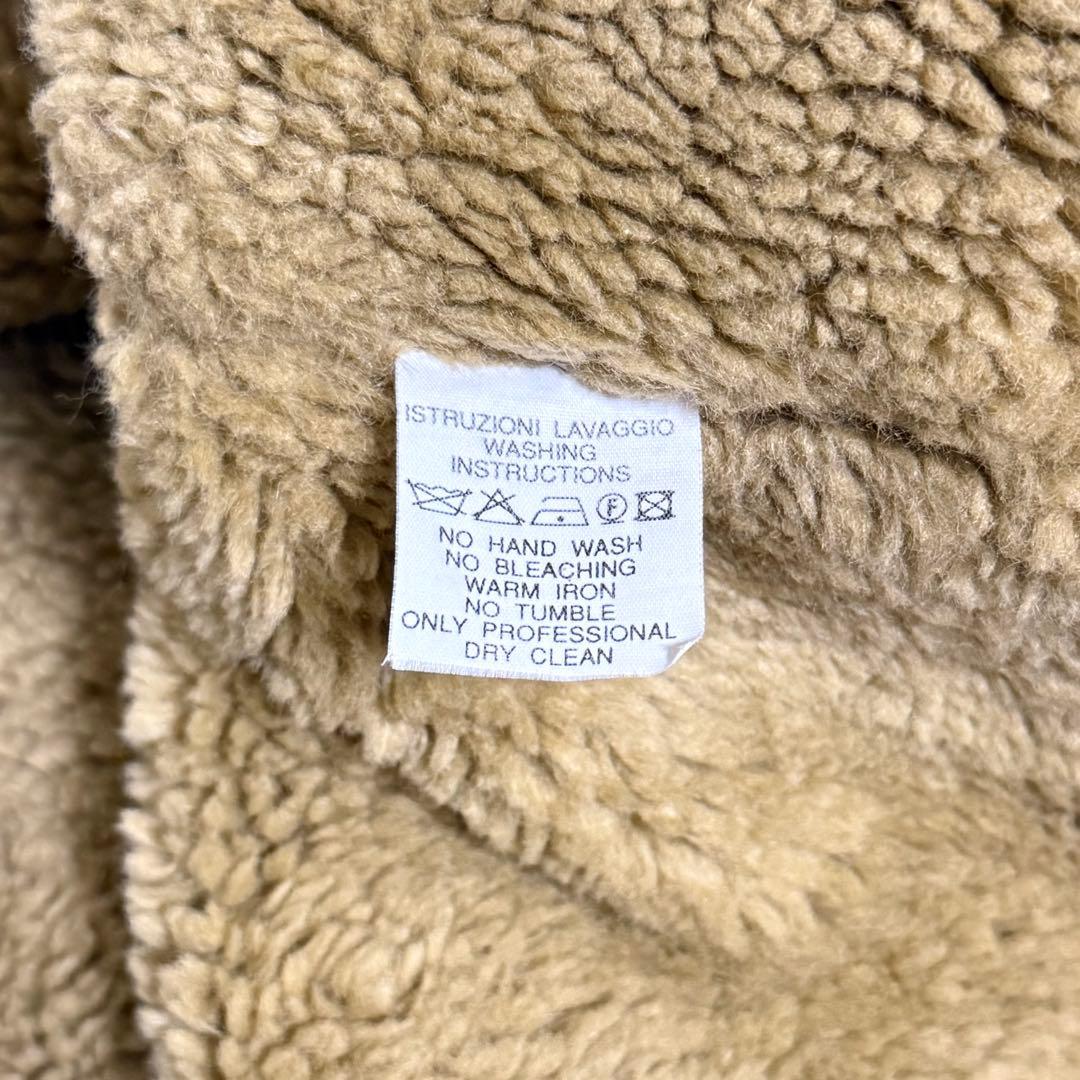 ISTRUZIONI LAVAGGIO
WASHING
INSTRUCTIONS
F
NO HAND WASH
NO BLEACHING
WARM IRON
NO TUMBLE
ONLY PROFESSIONAL
DRY CLEAN